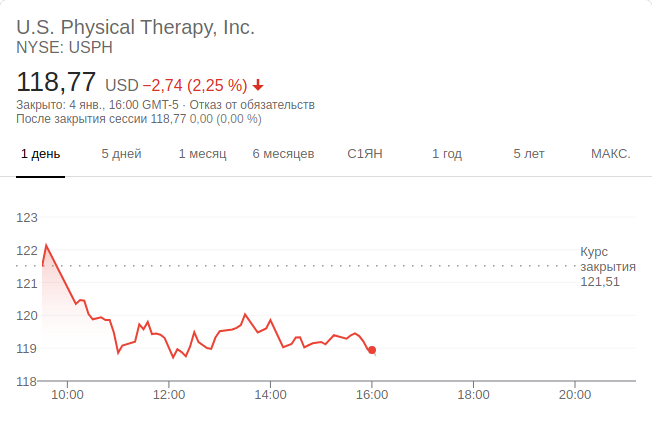 U.S. Physical Therapy, Inc.
NYSE: USPH
118,77 USD −2,74 (2,25 %)
Закрыто: 4 янв., 16:00 GMT-5 · Отказ от обязательств
После закрытия сессии 118,77 0,00 (0,00 %)
1 день 5 дней 1 месяц 6 месяцев С1ЯН 1 год 5 лет МАКС.
123
122
121
120
119
118
Курс
закрытия
121,51
10:00 12:00 14:00 16:00 18:00 20:00